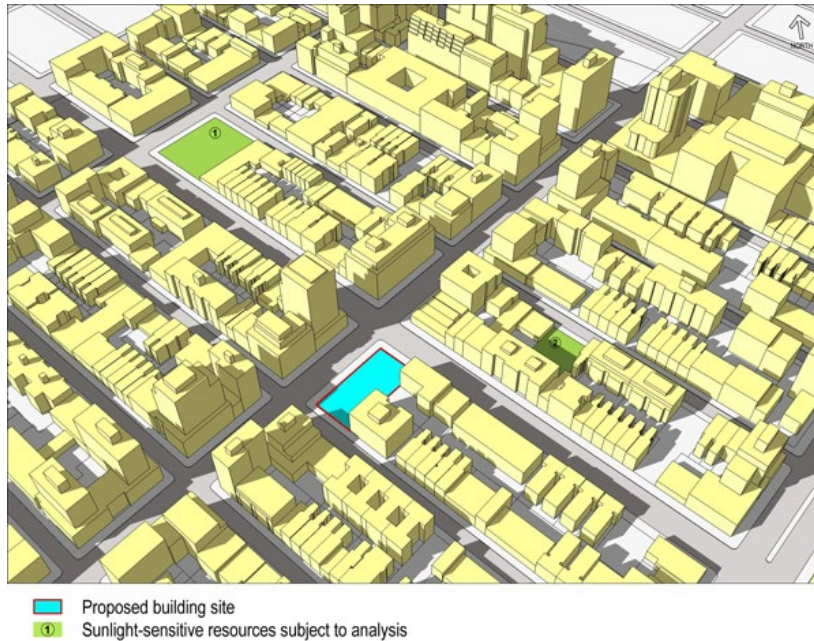 NORTH
①
②
Proposed building site
① Sunlight-sensitive resources subject to analysis